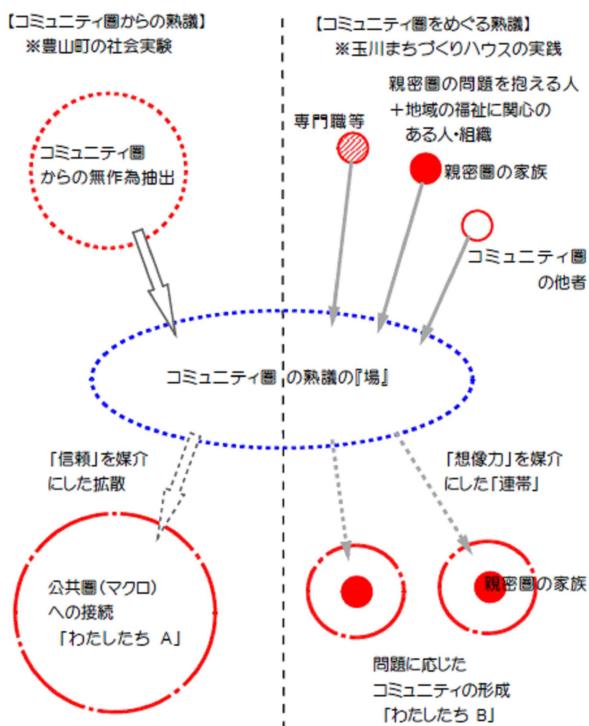 【コミュニティ圏からの熟議】
※豊山町の社会実験
コミュニティ圏
からの無作為抽出
【コミュニティ圏をめぐる熟議】
※玉川まちづくりハウスの実践
親密圏の問題を抱える人
＋地域の福祉に関心の
ある人・組織
専門職等
親密圏の家族
コミュニティ圏
の他者
コミュニティ圏の熟議の『場』
「信頼」を媒介
にした拡散
「想像力」を媒介
にした「連帯」
公共圏(マクロ)
への接続
「わたしたち A」
親密圏の家族
問題に応じた
コミュニティの形成
「わたしたち B」